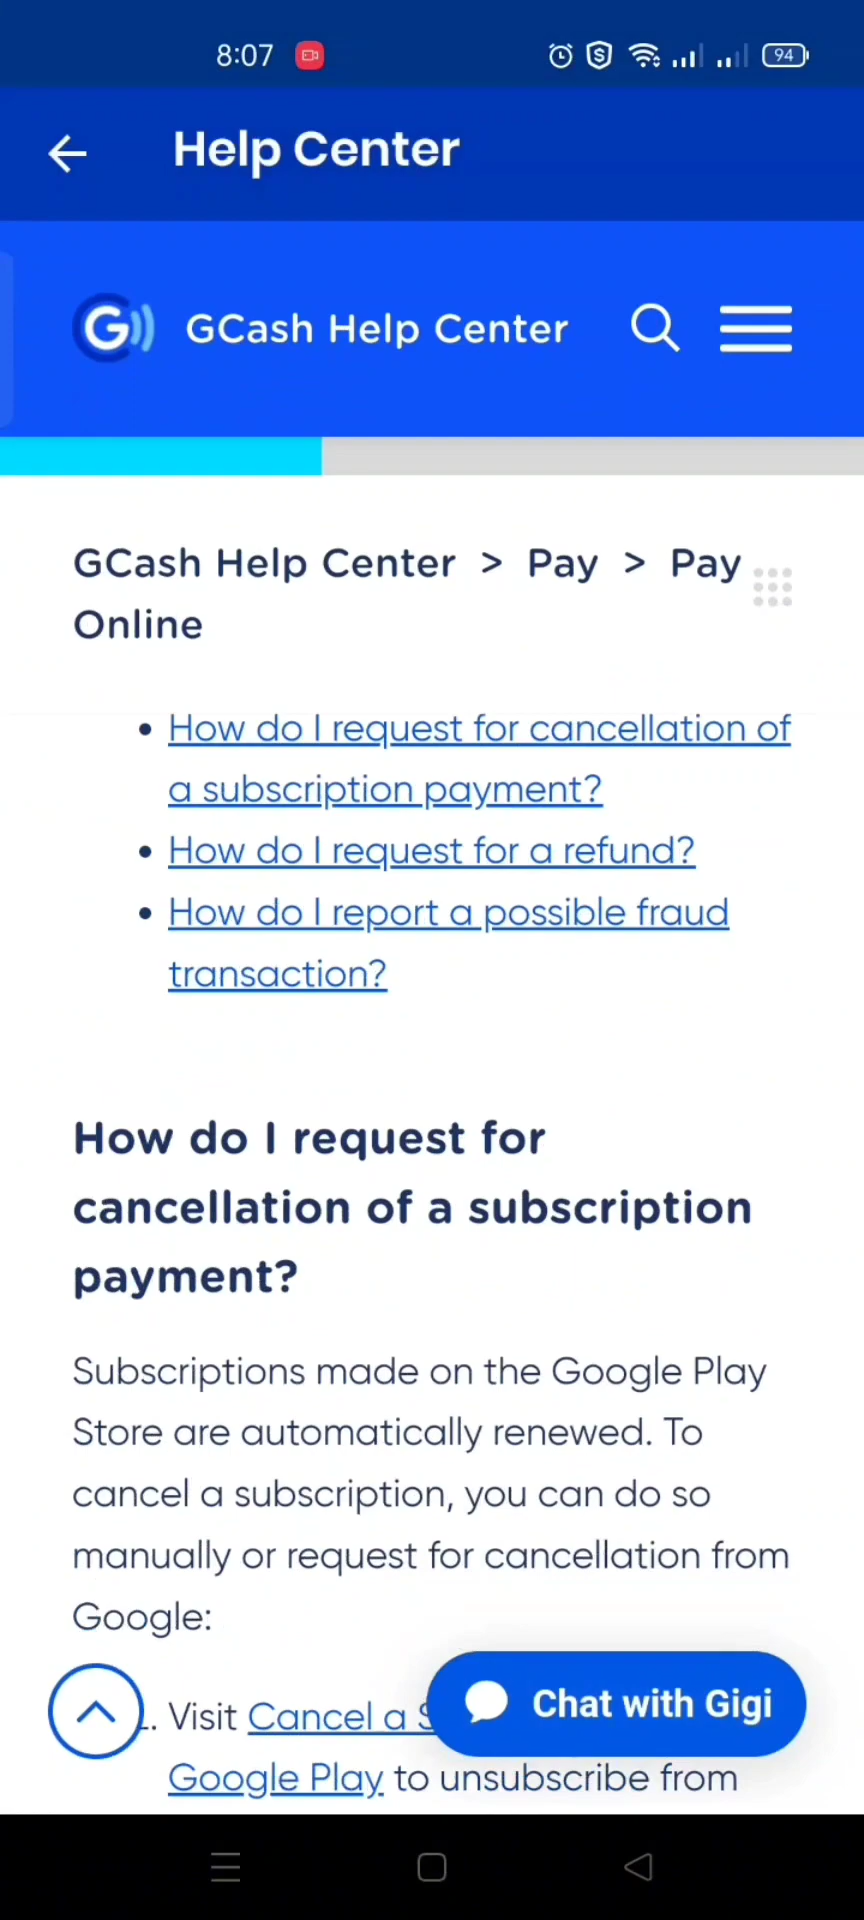 8:07
94
Help Center
G
GCash Help Center
GCash Help Center > Pay > Pay
Online
• How do I request for cancellation of
a subscription payment?
• How do I request for a refund?
• How do I report a possible fraud
transaction?
How do I request for
cancellation of a subscription
payment?
Subscriptions made on the Google Play
Store are automatically renewed. To
cancel a subscription, you can do so
manually or request for cancellation from
Google:
Visit Cancel a
Chat with Gigi
Google Play to unsubscribe from